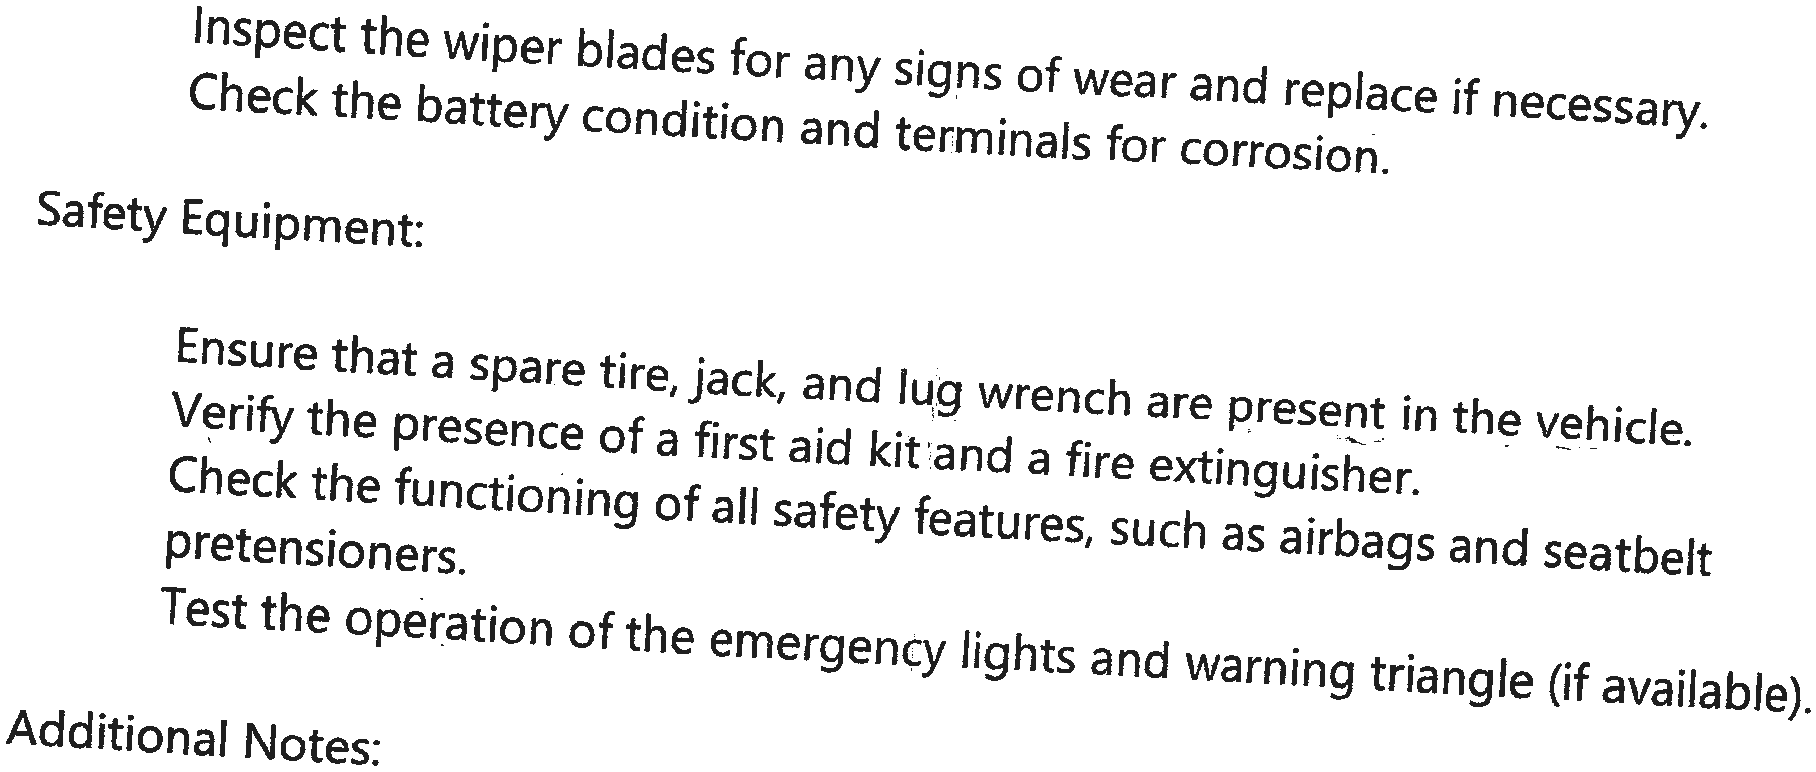 Inspect the wiper blades for any signs of wear and replace if necessary.
Check the battery condition and terminals for corrosion.
Safety Equipment:
Ensure that a spare tire, jack, and lug wrench are present in the vehicle.
Verify the presence of a first aid kit and a fire extinguisher.
Check the functioning of all safety features, such as airbags and seatbelt
pretensioners.
Test the operation of the emergency lights and warning triangle (if available).
Additional Notes: